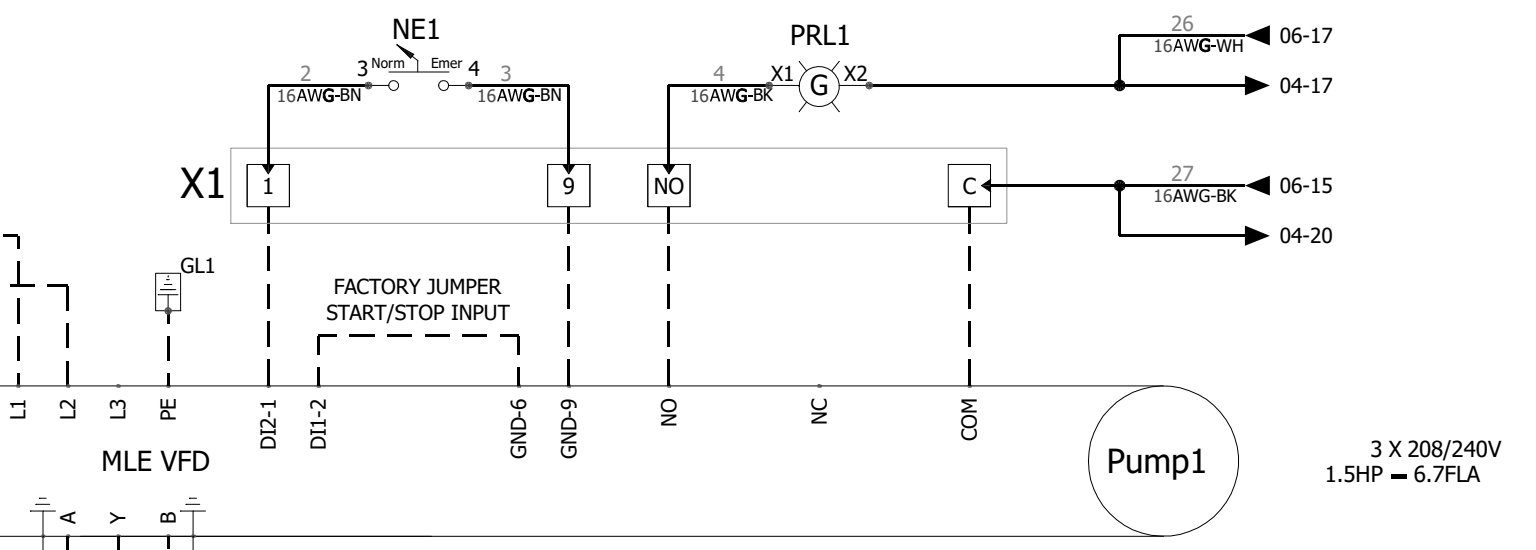 NE1
PRL1
26
16AWG-WH
06-17
2
16AWG-BN
3
Norm
Emer
4
3
16AWG-BN
4
16AWG-BK
X1
G
X2
04-17
X1
1
9
NO
C
27
16AWG-BK
06-15
04-20
GL1
FACTORY JUMPER
START/STOP INPUT
L1
L2
L3
PE
DI2-1
DI1-2
GND-6
GND-9
NO
NC
COM
MLE VFD
Pump1
3 X 208/240V
1.5HP - 6.7FLA
A
Y
B